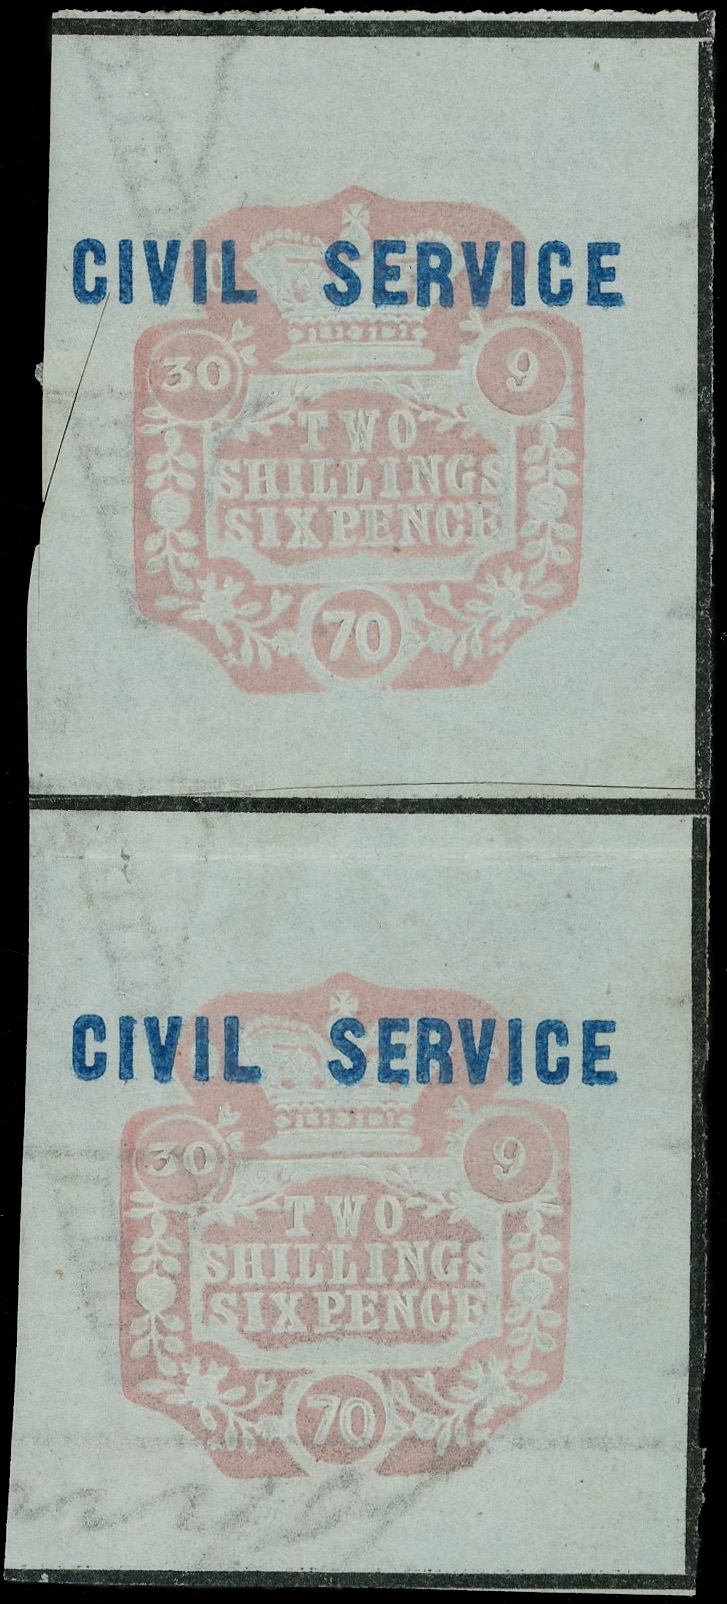 CIVIL SERVICE
30 9
TWO
SHILLINGS
SIXPENCE
70
CIVIL SERVICE
30 9
TWO
SHILLINGS
SIXPENCE
70